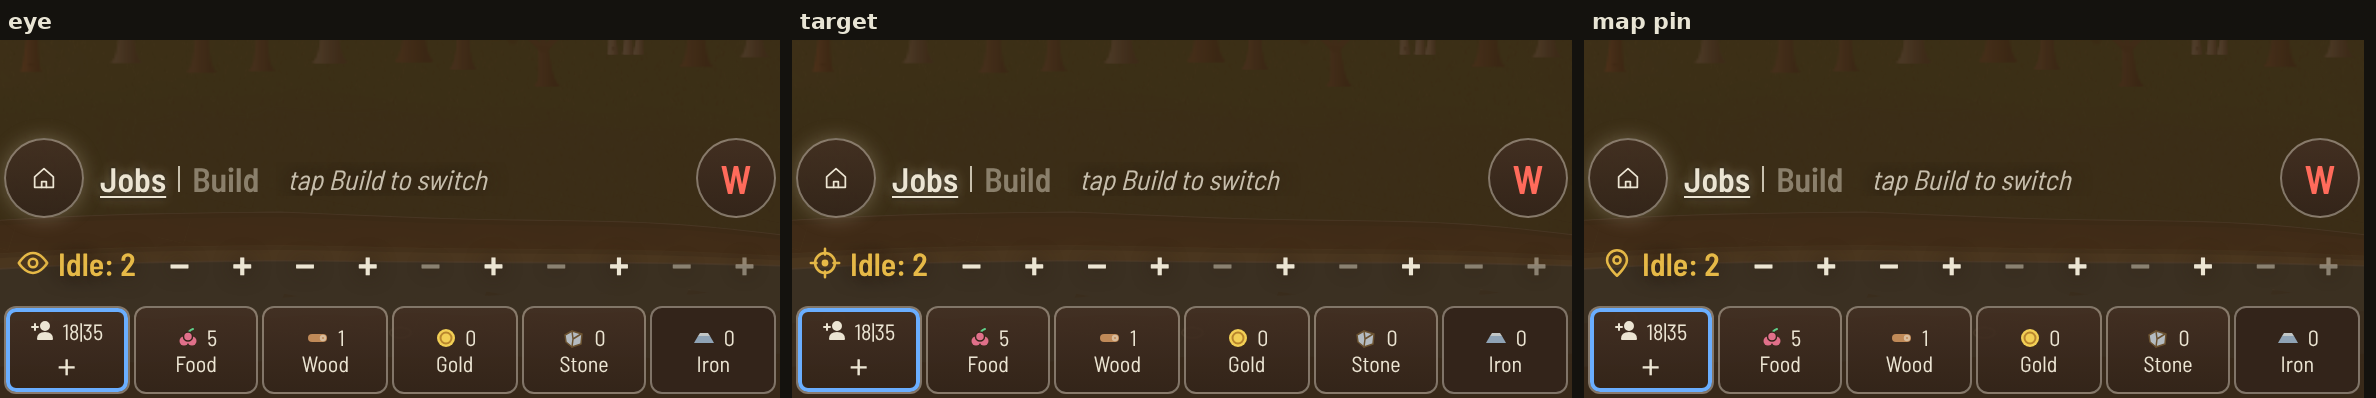 eye
Jobs | Build tap Build to switch W
Idle: 2 − + − + − + − + − +
18|35 5 1 0 0 0
+ Food Wood Gold Stone Iron
target
Jobs | Build tap Build to switch W
Idle: 2 − + − + − + − + − +
18|35 5 1 0 0 0
+ Food Wood Gold Stone Iron
map pin
Jobs | Build tap Build to switch W
Idle: 2 − + − + − + − + − +
18|35 5 1 0 0 0
+ Food Wood Gold Stone Iron